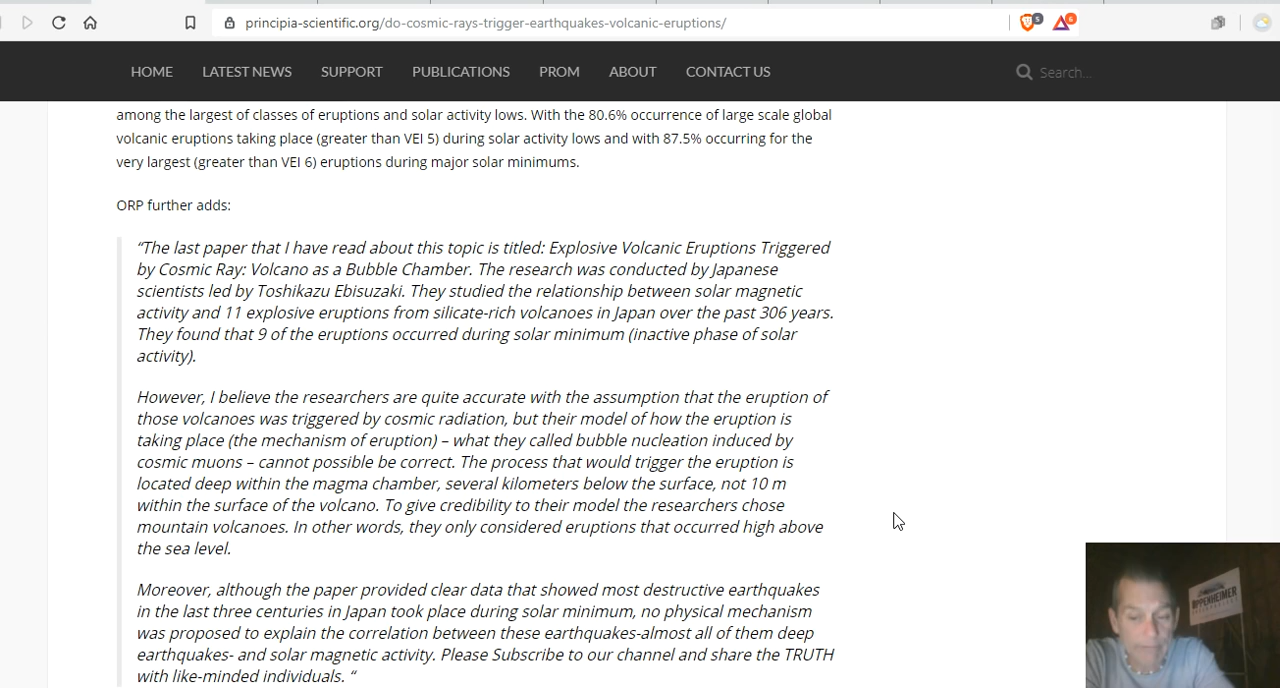 principia-scientific.org/do-cosmic-rays-trigger-earthquakes-volcanic-eruptions/
5
6
HOME LATEST NEWS SUPPORT PUBLICATIONS PROM ABOUT CONTACT US Search...
among the largest of classes of eruptions and solar activity lows. With the 80.6% occurrence of large scale global
volcanic eruptions taking place (greater than VEI 5) during solar activity lows and with 87.5% occurring for the
very largest (greater than VEI 6) eruptions during major solar minimums.
ORP further adds:
“The last paper that I have read about this topic is titled: Explosive Volcanic Eruptions Triggered
by Cosmic Ray: Volcano as a Bubble Chamber. The research was conducted by Japanese
scientists led by Toshikazu Ebisuzaki. They studied the relationship between solar magnetic
activity and 11 explosive eruptions from silicate-rich volcanoes in Japan over the past 306 years.
They found that 9 of the eruptions occurred during solar minimum (inactive phase of solar
activity).
However, I believe the researchers are quite accurate with the assumption that the eruption of
those volcanoes was triggered by cosmic radiation, but their model of how the eruption is
taking place (the mechanism of eruption) – what they called bubble nucleation induced by
cosmic muons – cannot possible be correct. The process that would trigger the eruption is
located deep within the magma chamber, several kilometers below the surface, not 10 m
within the surface of the volcano. To give credibility to their model the researchers chose
mountain volcanoes. In other words, they only considered eruptions that occurred high above
the sea level.
Moreover, although the paper provided clear data that showed most destructive earthquakes
in the last three centuries in Japan took place during solar minimum, no physical mechanism
was proposed to explain the correlation between these earthquakes-almost all of them deep
earthquakes- and solar magnetic activity. Please Subscribe to our channel and share the TRUTH
with like-minded individuals. “
OPPENHEIMER